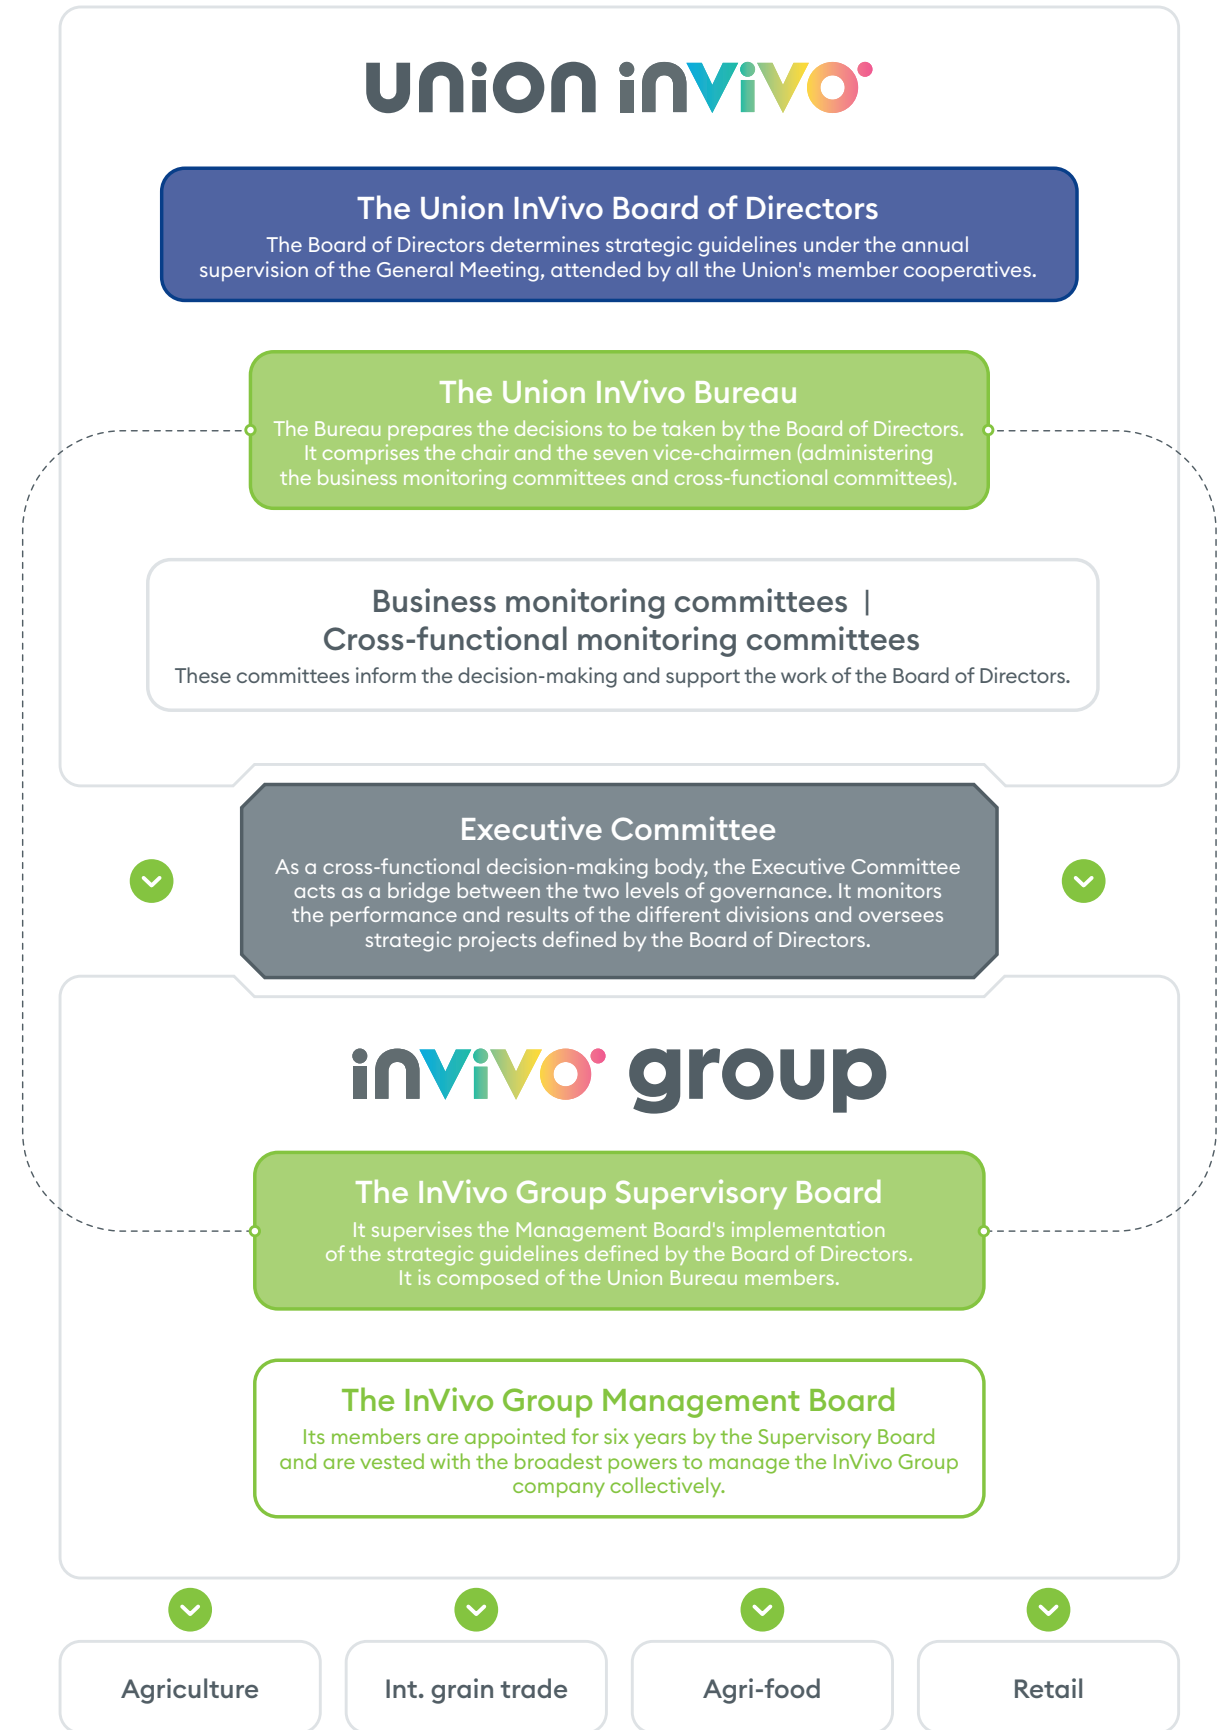 union invivo
The Union InVivo Board of Directors
The Board of Directors determines strategic guidelines under the annual
supervision of the General Meeting, attended by all the Union's member cooperatives.
The Union InVivo Bureau
The Bureau prepares the decisions to be taken by the Board of Directors.
It comprises the chair and the seven vice-chairmen (administering
the business monitoring committees and cross-functional committees).
Business monitoring committees |
Cross-functional monitoring committees
These committees inform the decision-making and support the work of the Board of Directors.
Executive Committee
As a cross-functional decision-making body, the Executive Committee
acts as a bridge between the two levels of governance. It monitors
the performance and results of the different divisions and oversees
strategic projects defined by the Board of Directors.
invivo group
The InVivo Group Supervisory Board
It supervises the Management Board's implementation
of the strategic guidelines defined by the Board of Directors.
It is composed of the Union Bureau members.
The InVivo Group Management Board
Its members are appointed for six years by the Supervisory Board
and are vested with the broadest powers to manage the InVivo Group
company collectively.
Agriculture
Int. grain trade
Agri-food
Retail